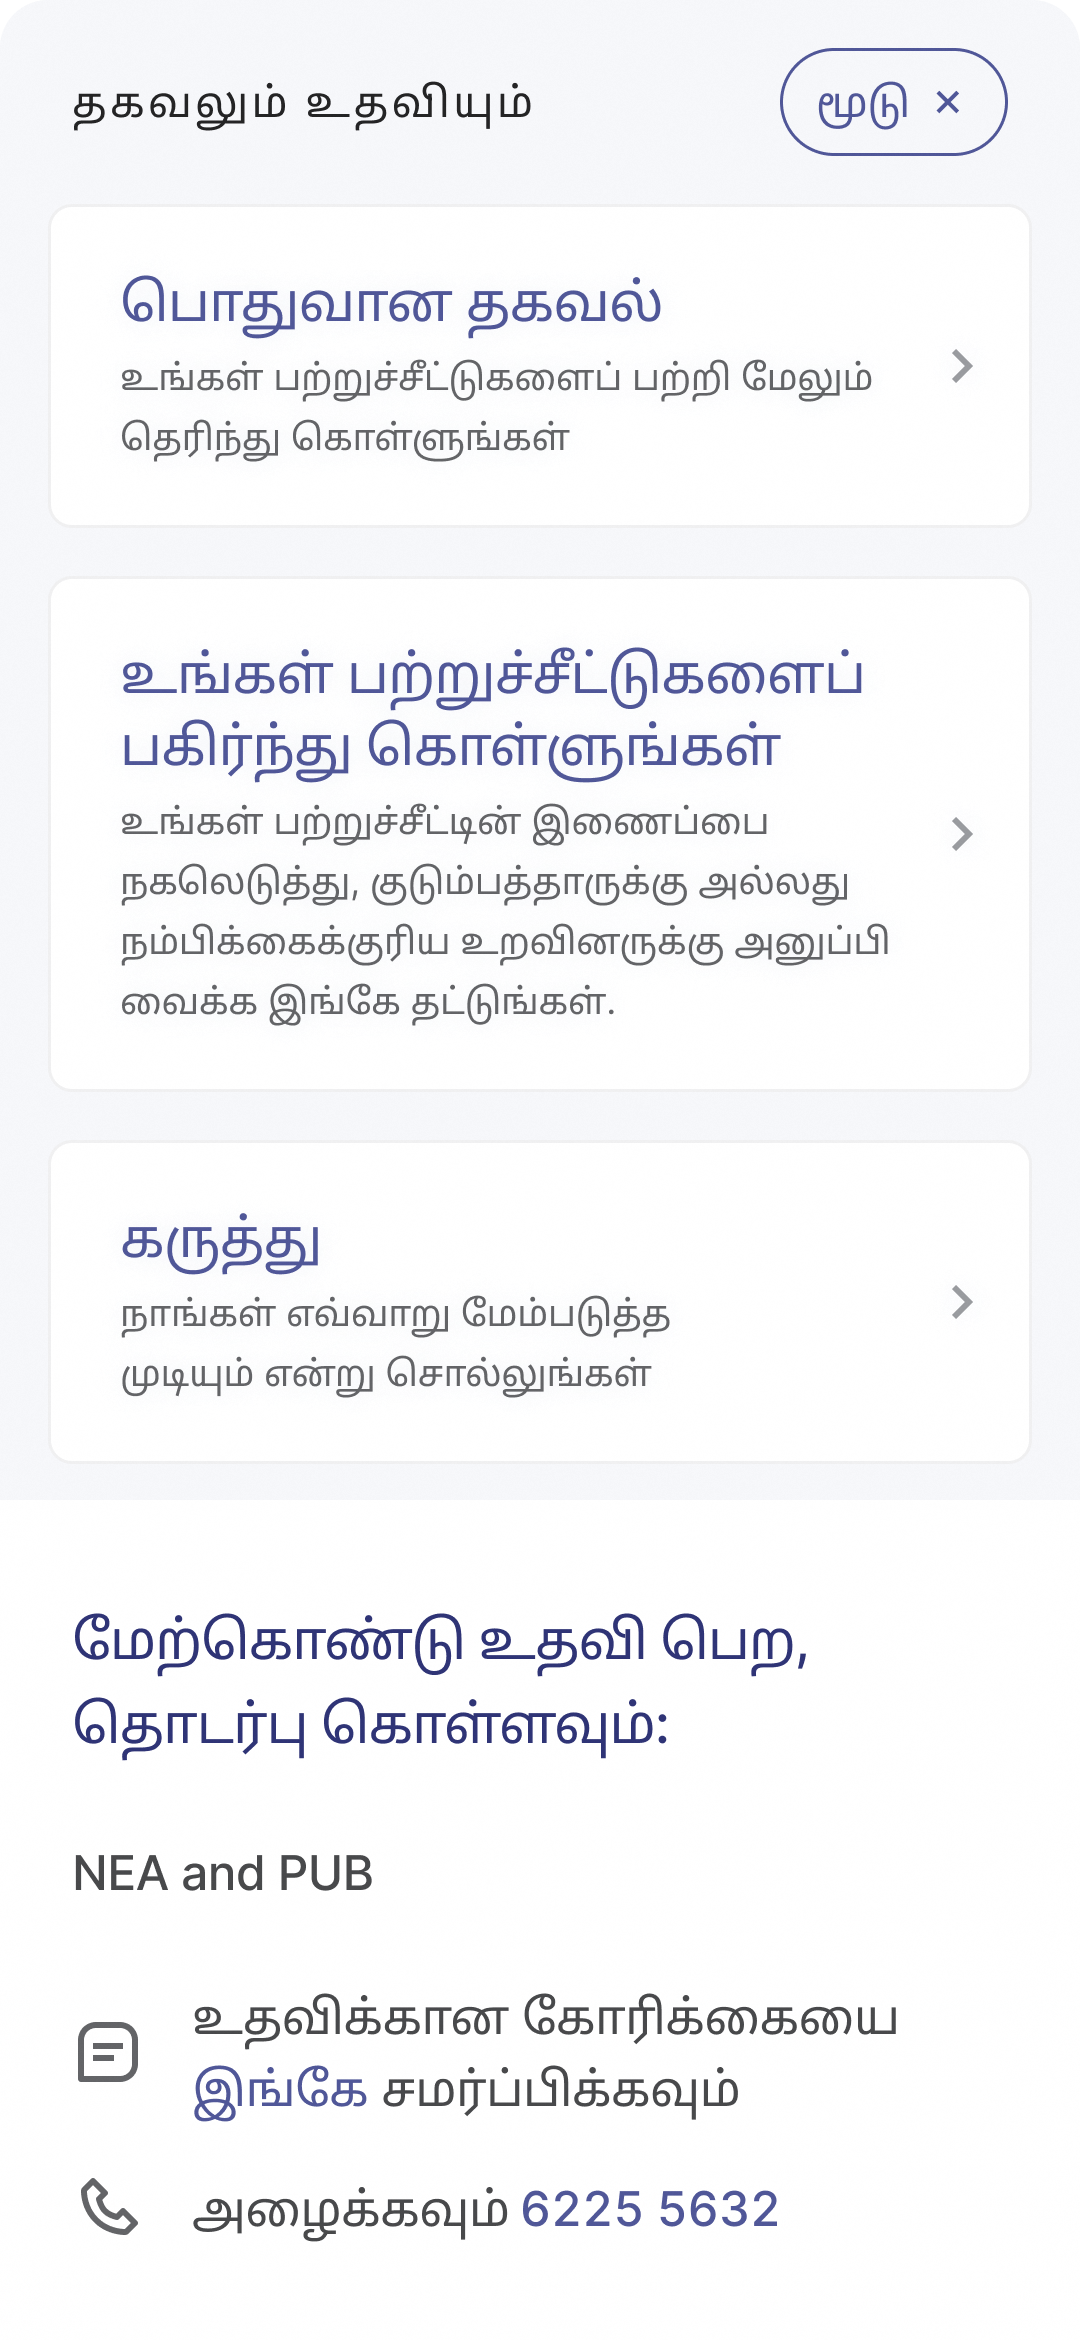 தகவலும் உதவியும்
மூடு ×
பொதுவான தகவல்
உங்கள் பற்றுச்சீட்டுகளைப் பற்றி மேலும்
தெரிந்து கொள்ளுங்கள்
உங்கள் பற்றுச்சீட்டுகளைப்
பகிர்ந்து கொள்ளுங்கள்
உங்கள் பற்றுச்சீட்டின் இணைப்பை
நகலெடுத்து, குடும்பத்தாருக்கு அல்லது
நம்பிக்கைக்குரிய உறவினருக்கு அனுப்பி
வைக்க இங்கே தட்டுங்கள்.
கருத்து
நாங்கள் எவ்வாறு மேம்படுத்த
முடியும் என்று சொல்லுங்கள்
மேற்கொண்டு உதவி பெற,
தொடர்பு கொள்ளவும்:
NEA and PUB
உதவிக்கான கோரிக்கையை
இங்கே சமர்ப்பிக்கவும்
அழைக்கவும் 6225 5632